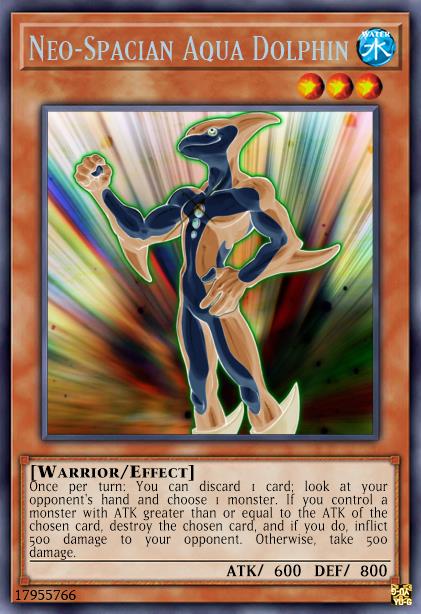 Neo-Spacian Aqua Dolphin
WATER
水
[Warrior/Effect]
Once per turn: You can discard 1 card; look at your
opponent's hand and choose 1 monster. If you control
a monster with ATK greater than or equal to the ATK of the
chosen card, destroy the chosen card, and if you do, inflict
500 damage to your opponent. Otherwise, take 500
damage.
ATK/ 600 DEF/ 800
17955766